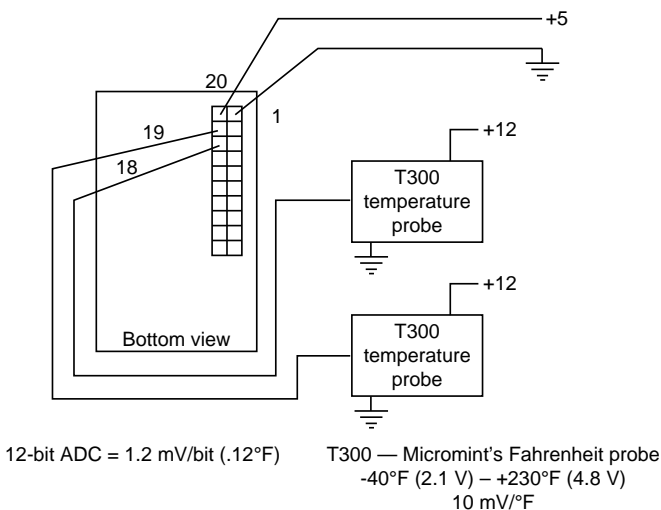 +5
20
1
19
18
+12
T300
temperature
probe
+12
T300
temperature
probe
Bottom view
12-bit ADC = 1.2 mV/bit (.12°F)
T300 — Micromint's Fahrenheit probe
-40°F (2.1 V) – +230°F (4.8 V)
10 mV/°F